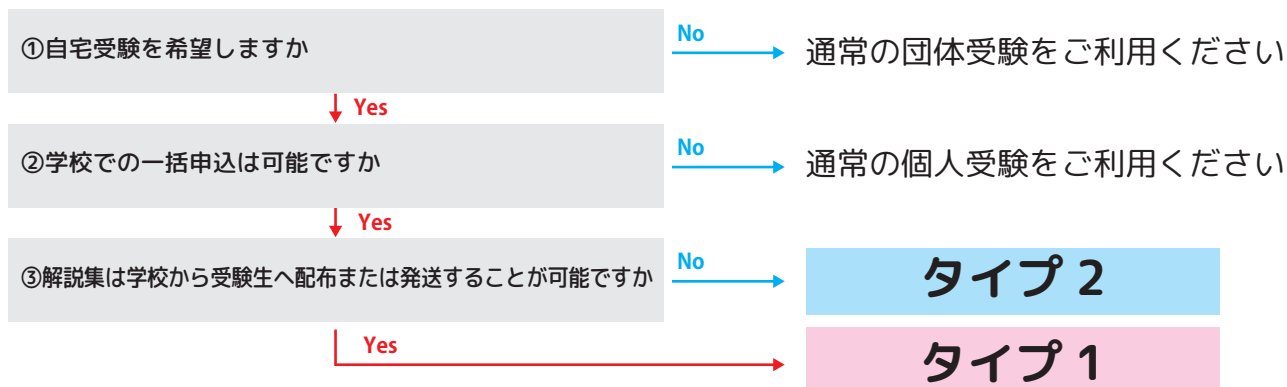 ①自宅受験を希望しますか
No
通常の団体受験をご利用ください
Yes
②学校での一括申込は可能ですか
No
通常の個人受験をご利用ください
Yes
③解説集は学校から受験生へ配布または発送することが可能ですか
No
タイプ 2
Yes
タイプ 1